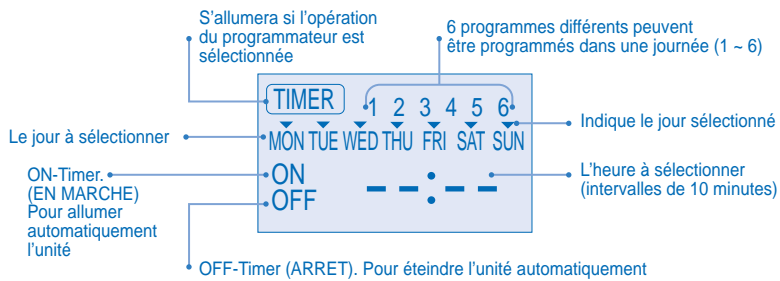 S'allumera si l'opération
du programmateur est
sélectionnée
6 programmes différents peuvent
être programmés dans une journée (1 ~ 6)
TIMER 1 2 3 4 5 6
MON TUE WED THU FRI SAT SUN
ON
OFF
--:--
Le jour à sélectionner
Indique le jour sélectionné
ON-Timer.
(EN MARCHE)
Pour allumer
automatiquement
l'unité
L'heure à sélectionner
(intervalles de 10 minutes)
OFF-Timer (ARRET). Pour éteindre l'unité automatiquement